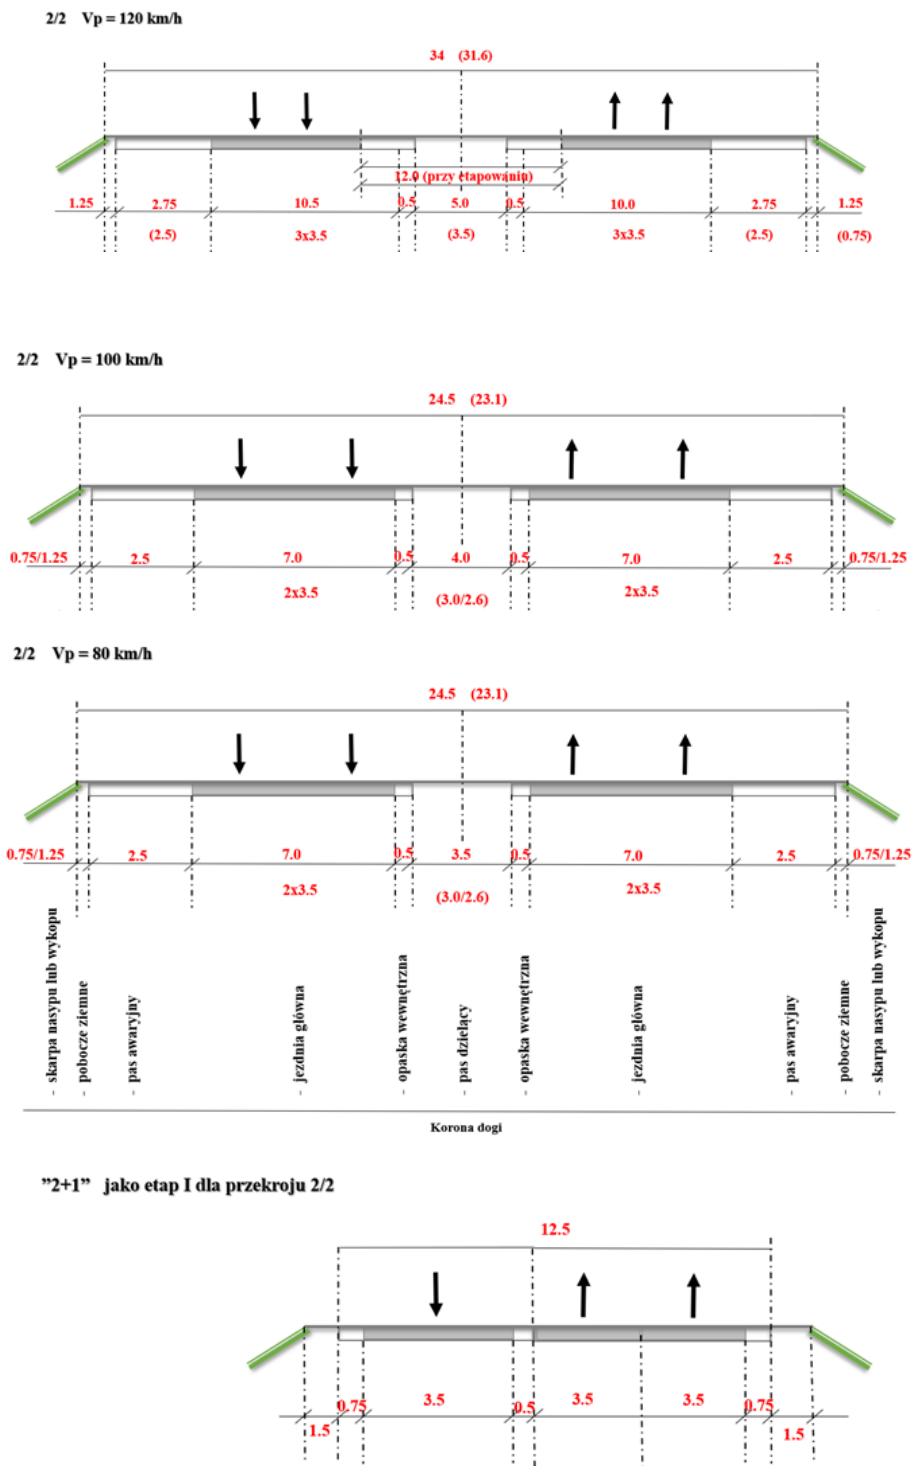 2/2 Vp = 120 km/h
34 (31.6)
12.0 (przy etapowaniu)
1.25 2.75 10.5 0.5 5.0 0.5 10.0 2.75 1.25
(2.5) 3x3.5 (3.5) 3x3.5 (2.5) (0.75)
2/2 Vp = 100 km/h
24.5 (23.1)
0.75/1.25 2.5 7.0 0.5 4.0 0.5 7.0 2.5 0.75/1.25
2x3.5 (3.0/2.6) 2x3.5
2/2 Vp = 80 km/h
24.5 (23.1)
0.75/1.25 2.5 7.0 0.5 3.5 0.5 7.0 2.5 0.75/1.25
2x3.5 (3.0/2.6) 2x3.5
- skarpa nasypu lub wykopu
- pobocze ziemne
- pas awaryjny
- jezdnia główna
- opaska wewnętrzna
- pas dzielący
- opaska wewnętrzna
- jezdnia główna
- pas awaryjny
- pobocze ziemne
- skarpa nasypu lub wykopu
Korona dogi
”2+1” jako etap I dla przekroju 2/2
12.5
0.75 3.5 0.5 3.5 3.5 0.75
1.5 1.5